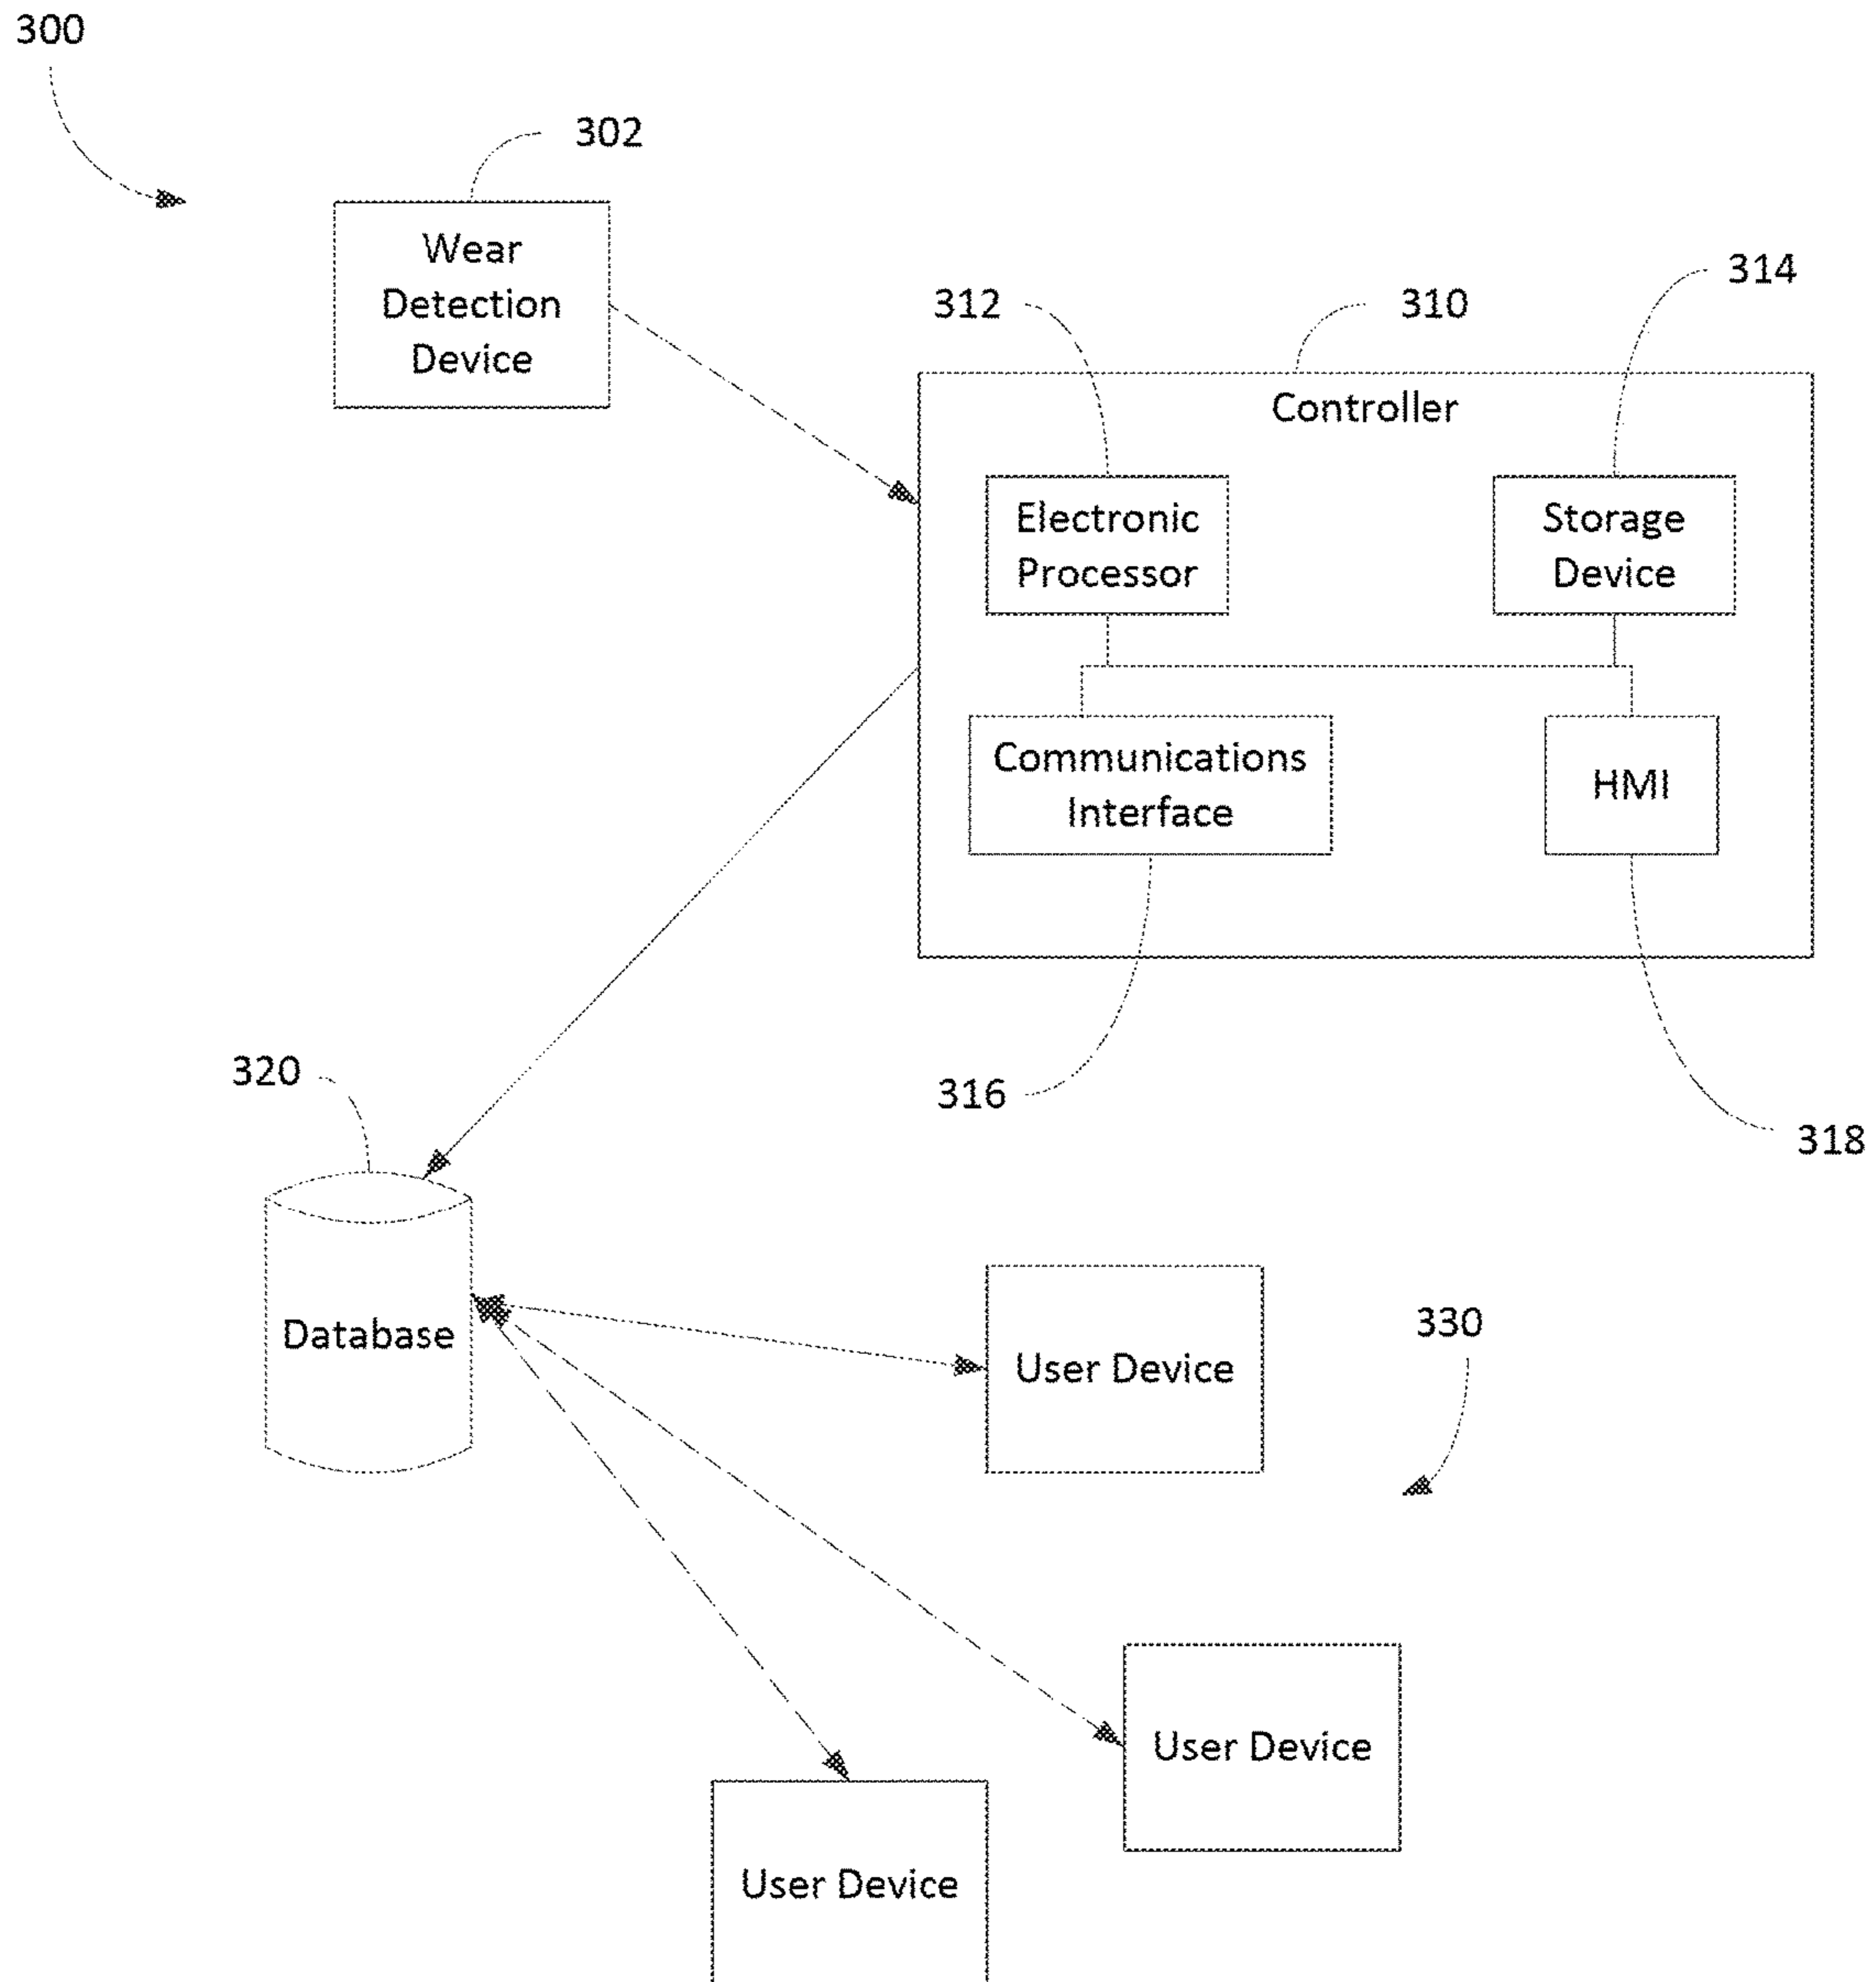 300
302
Wear
Detection
Device
314
312
310
Controller
Electronic
Processor
Storage
Device
Communications
Interface
HMI
320
316
318
Database
User Device
330
User Device
User Device